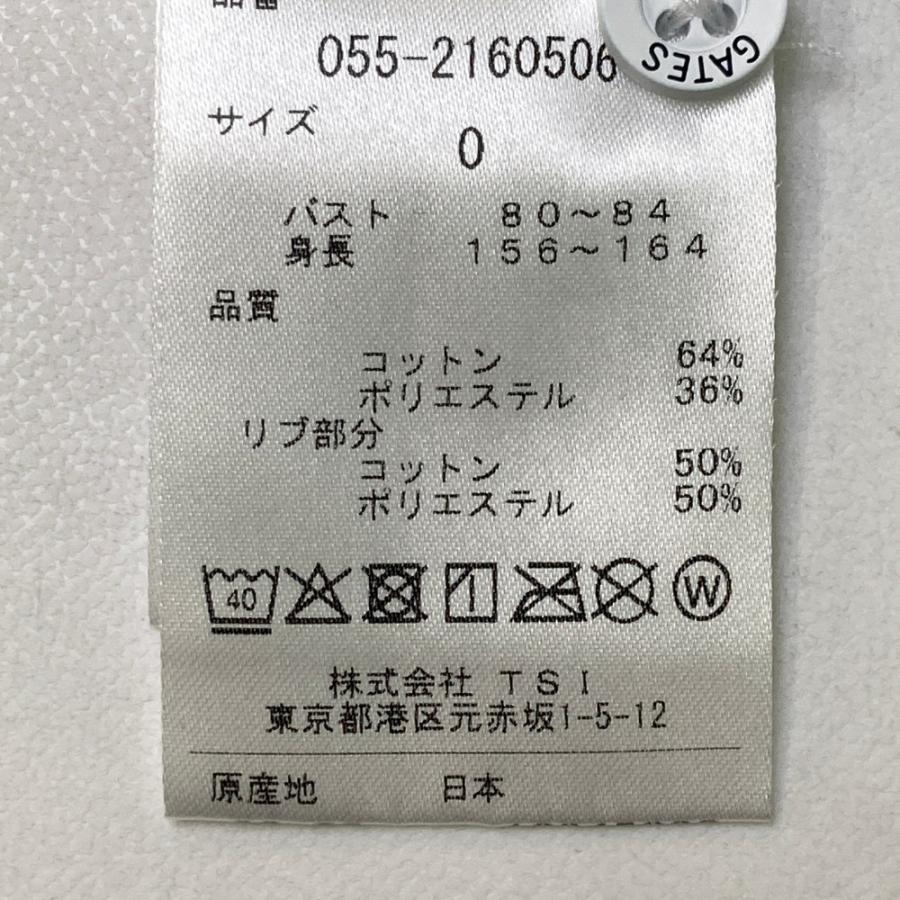 品番
055-2160506
GATES
サイズ
0
バスト 80～84
身長 156～164
品質
コットン 64%
ポリエステル 36%
リブ部分
コットン 50%
ポリエステル 50%
40
W
株式会社 TSI
東京都港区元赤坂1-5-12
原産地 日本